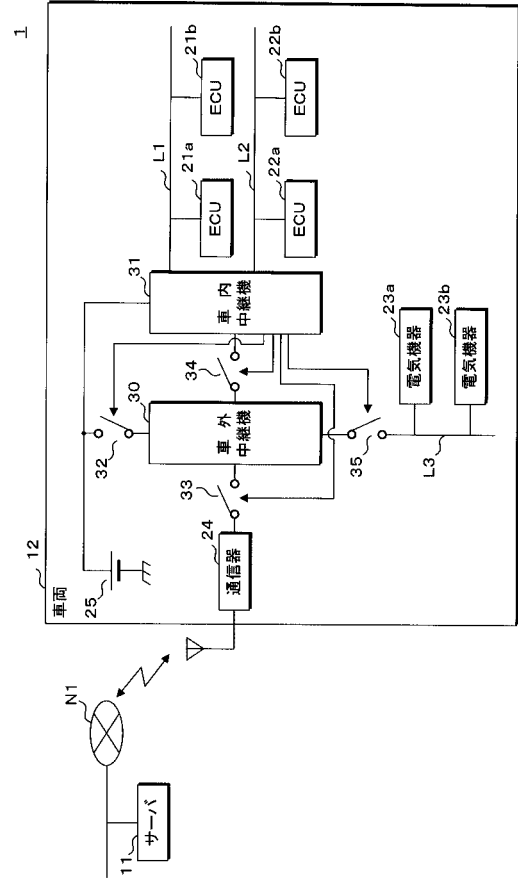 1
11
サーバ
N1
12
車両
25
24
通信器
33
32
30
車外
中継機
34
31
車内
中継機
35
L1
21a
ECU
21b
ECU
L2
22a
ECU
22b
ECU
L3
23a
電気機器
23b
電気機器